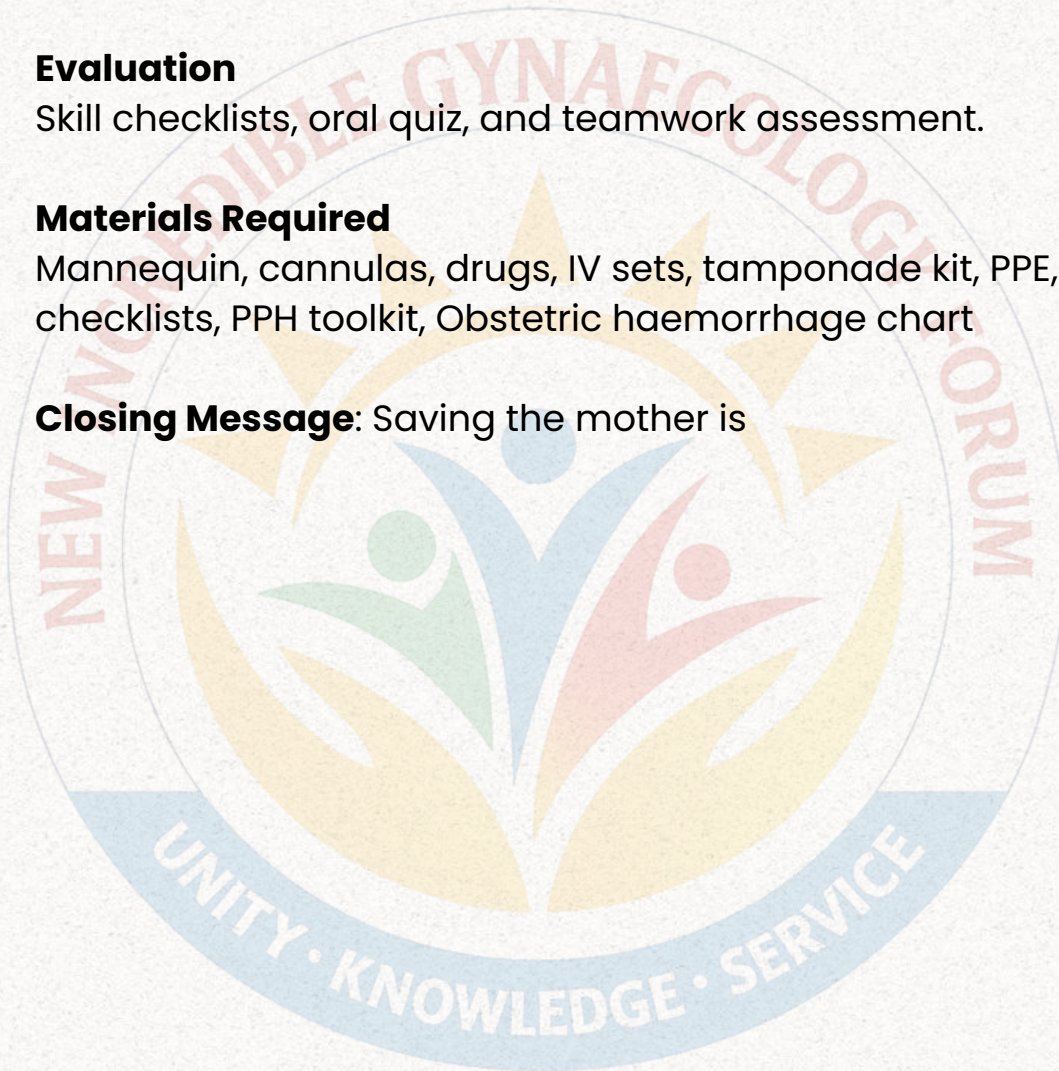 Evaluation
Skill checklists, oral quiz, and teamwork assessment.
Materials Required
Mannequin, cannulas, drugs, IV sets, tamponade kit, PPE,
checklists, PPH toolkit, Obstetric haemorrhage chart
Closing Message: Saving the mother is
NEW NCREDIBLE GYNAECOLOGY FORUM
UNITY · KNOWLEDGE · SERVICE